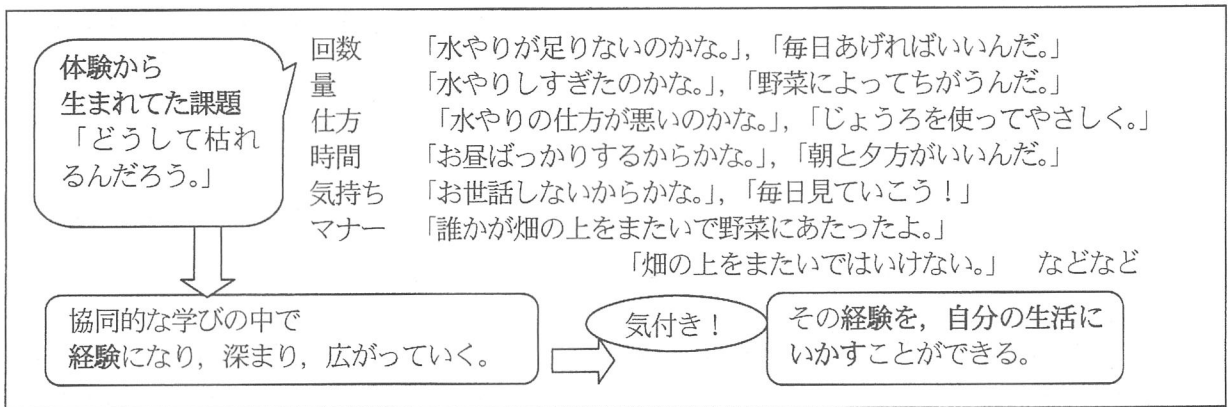 体験から
生まれてた課題
「どうして枯れ
るんだろう。」
回数 「水やりが足りないのかな。」,「毎日あげればいいんだ。」
量 「水やりしすぎたのかな。」,「野菜によってちがうんだ。」
仕方 「水やりの仕方が悪いのかな。」,「じょうろを使ってやさしく。」
時間 「お昼ばっかりするからかな。」,「朝と夕方がいいんだ。」
気持ち 「お世話しないからかな。」,「毎日見ていこう！」
マナー 「誰かが畑の上をまたいで野菜にあたったよ。」
「畑の上をまたいではいけない。」 などなど
協同的な学びの中で
経験になり，深まり，広がっていく。
気付き！
その経験を，自分の生活に
いかすことができる。